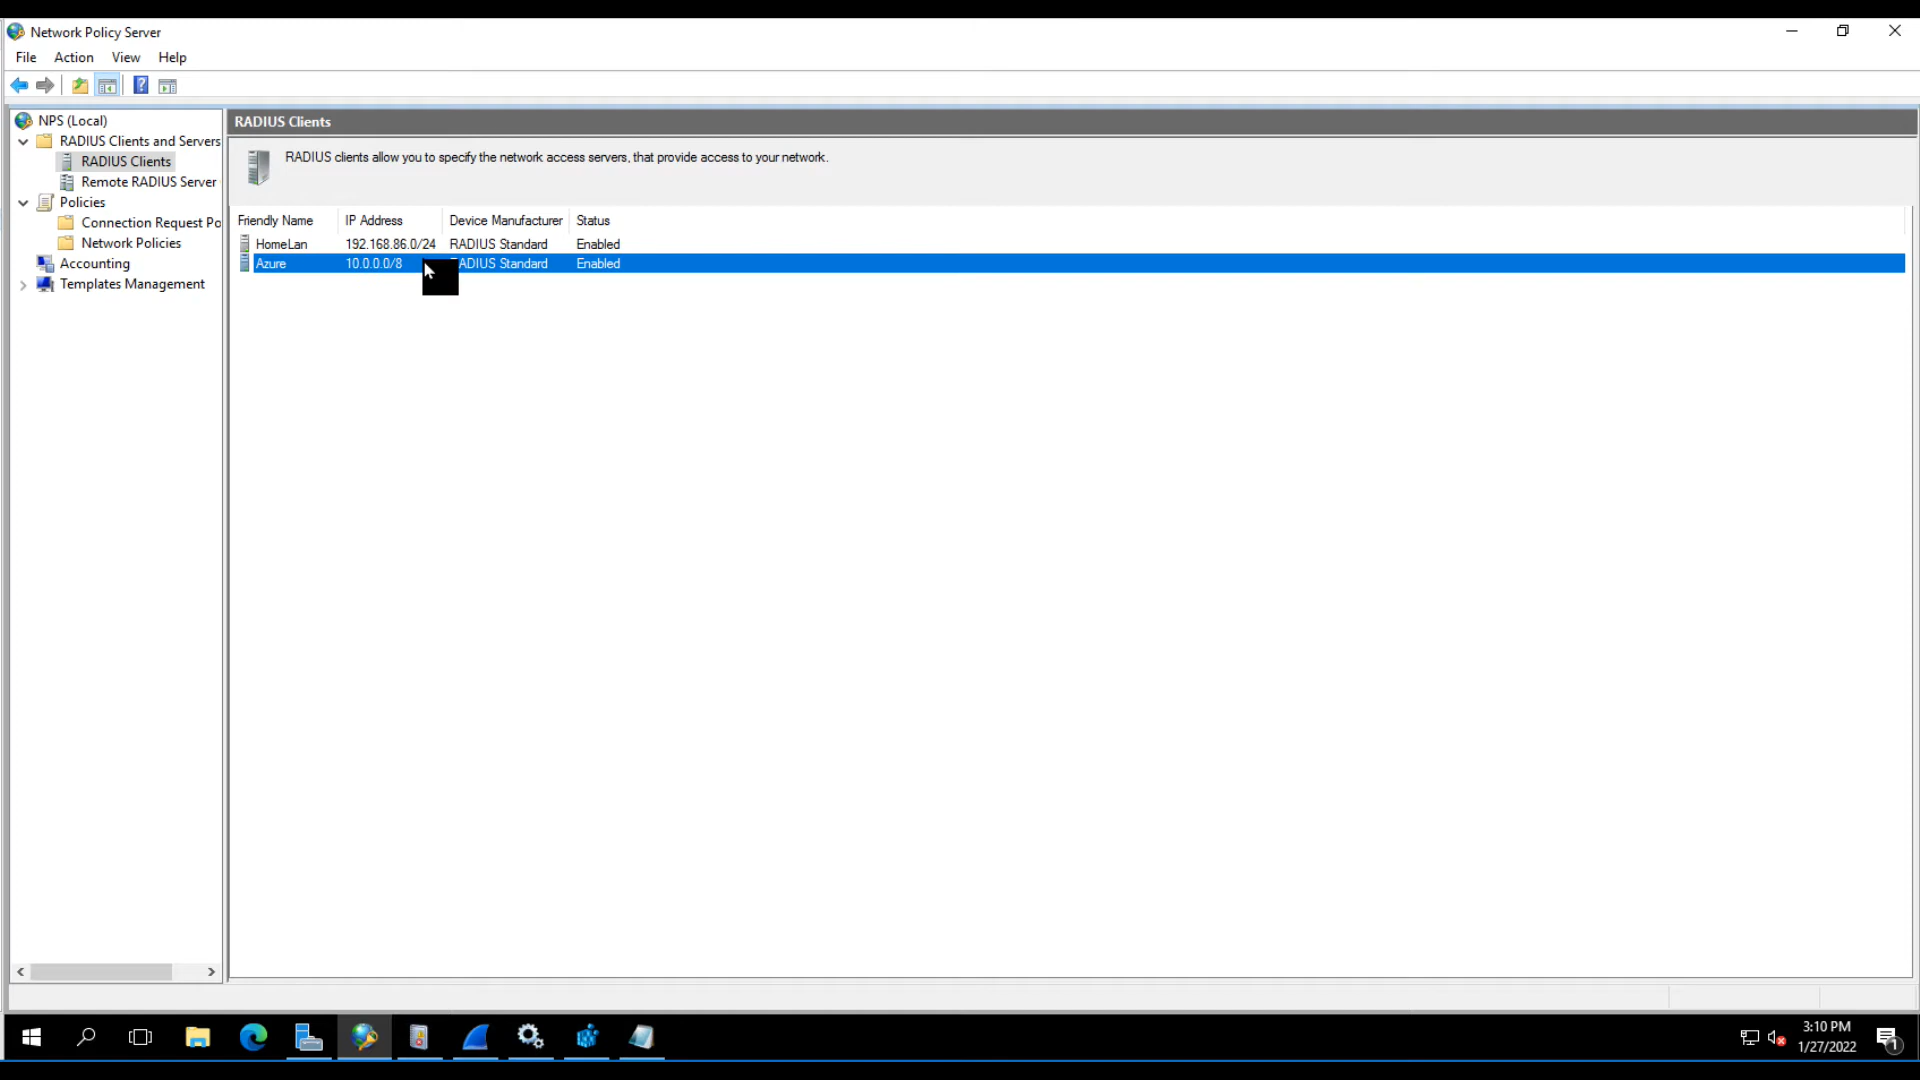 Network Policy Server
File Action View Help
NPS (Local)
RADIUS Clients and Servers
RADIUS Clients
Remote RADIUS Server
Policies
Connection Request Po
Network Policies
Accounting
Templates Management
RADIUS Clients
RADIUS clients allow you to specify the network access servers, that provide access to your network.
Friendly Name IP Address Device Manufacturer Status
HomeLan 192.168.86.0/24 RADIUS Standard Enabled
Azure 10.0.0.0/8 RADIUS Standard Enabled
3:10 PM
1/27/2022
1